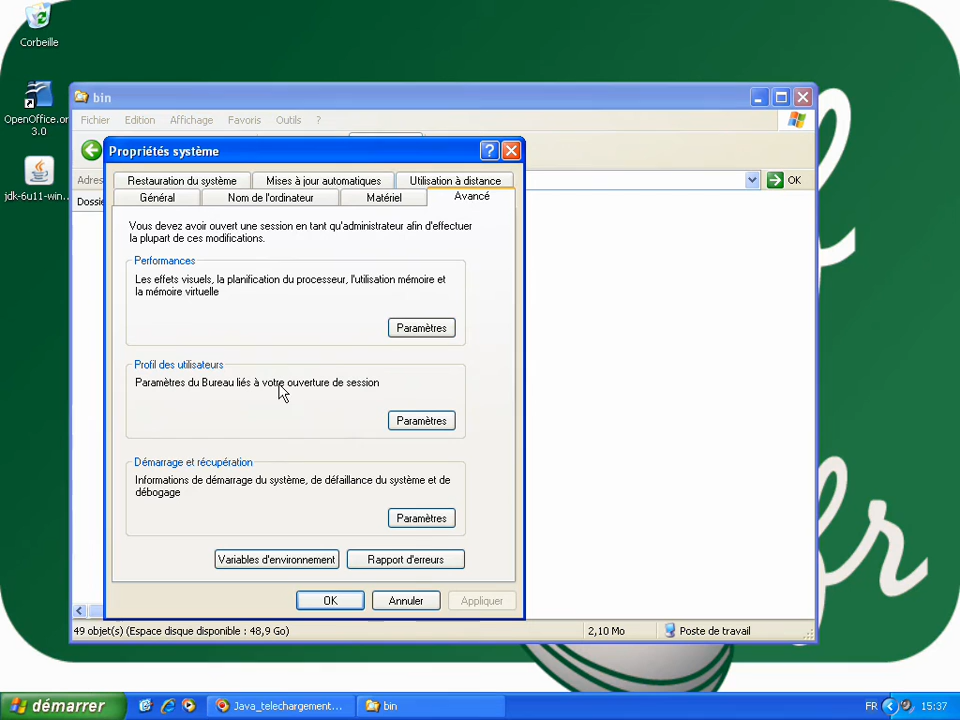 Corbeille
OpenOffice.or...
3.0
jdk-6u11-win...
bin
Fichier
Edition
Affichage
Favoris
Outils
?
Propriétés système
?
Adres
OK
Dossie
Restauration du système
Mises à jour automatiques
Utilisation à distance
Général
Nom de l'ordinateur
Matériel
Avancé
Vous devez avoir ouvert une session en tant qu'administrateur afin d'effectuer
la plupart de ces modifications.
Performances
Les effets visuels, la planification du processeur, l'utilisation mémoire et
la mémoire virtuelle
Paramètres
Profil des utilisateurs
Paramètres du Bureau liés à votre ouverture de session
Paramètres
Démarrage et récupération
Informations de démarrage du système, de défaillance du système et de
débogage
Paramètres
Variables d'environnement
Rapport d'erreurs
OK
Annuler
Appliquer
49 objet(s) (Espace disque disponible : 48,9 Go)
2,10 Mo
Poste de travail
démarrer
Java_telechargement...
bin
FR
15:37